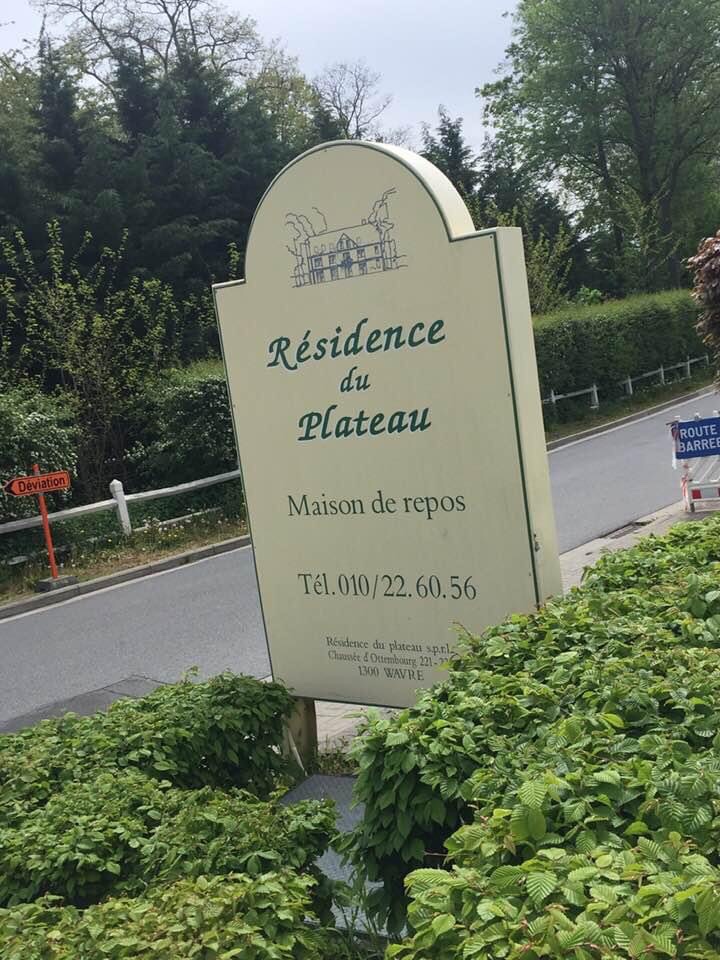 Résidence
du
Plateau
Maison de repos
Tél.010/22.60.56
Résidence du plateau s.p.r.l.
Chaussée d'Ottembourg 221-
1300 WAVRE
Déviation
ROUTE
BARREE